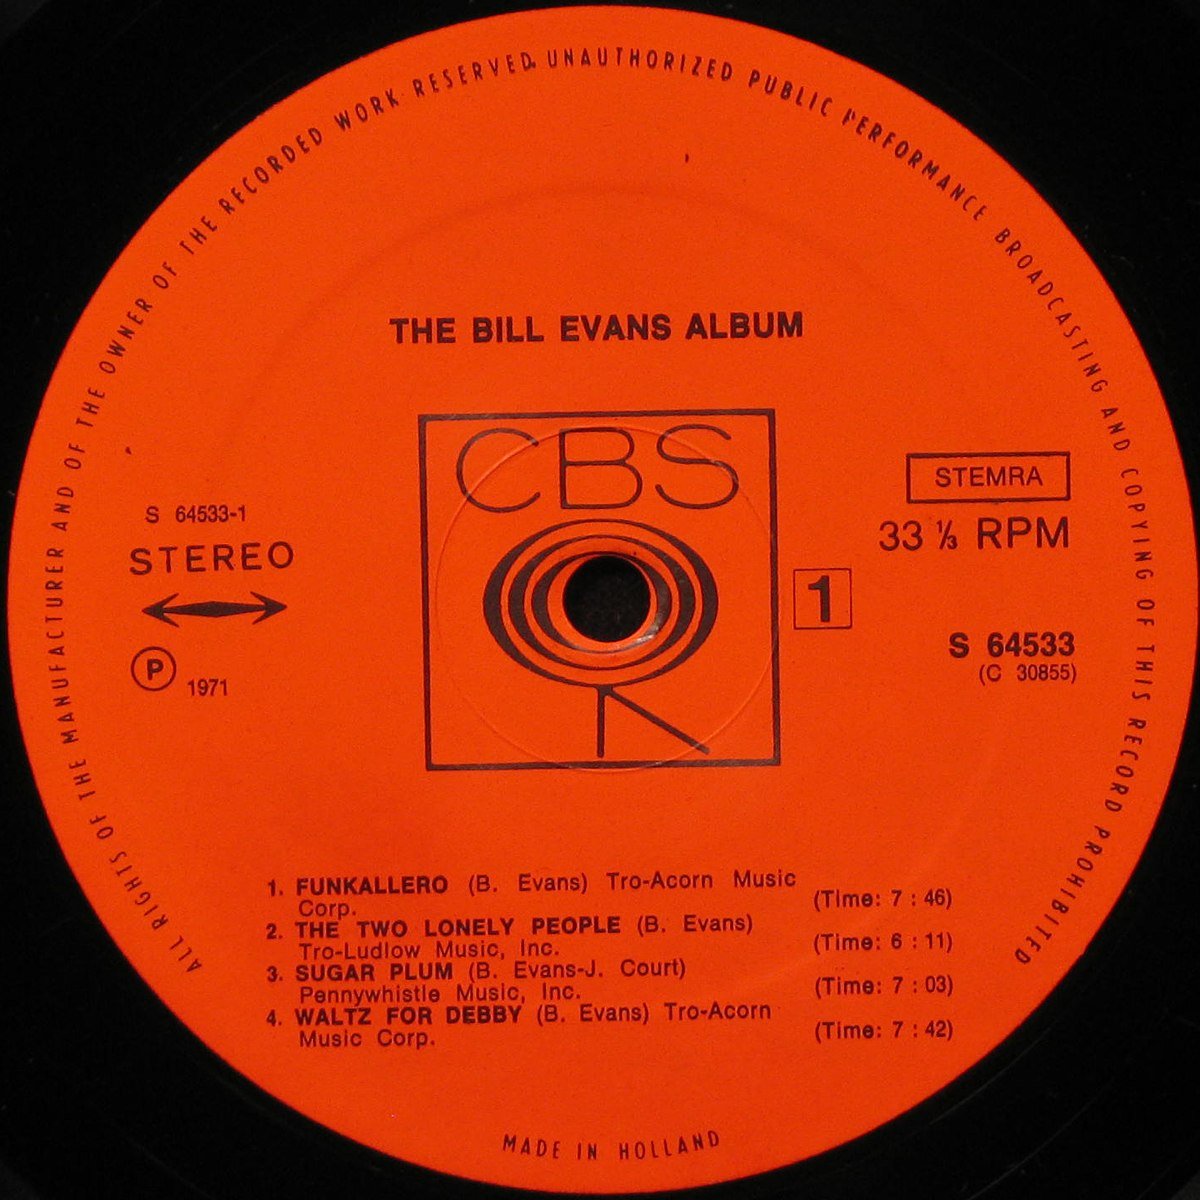 ALL RIGHTS OF THE MANUFACTURER AND OF THE OWNER OF THE RECORDED WORK RESERVED. UNAUTHORIZED PUBLIC PERFORMANCE BROADCASTING AND COPYING OF THIS RECORD PROHIBITED
THE BILL EVANS ALBUM
CBS
STEMRA
S 64533-1
33 ⅓ RPM
STEREO
1
S 64533
(C 30855)
P 1971
1. FUNKALLERO (B. Evans) Tro-Acorn Music
Corp. (Time: 7 : 46)
2. THE TWO LONELY PEOPLE (B. Evans)
Tro-Ludlow Music, Inc. (Time: 6 : 11)
3. SUGAR PLUM (B. Evans-J. Court)
Pennywhistle Music, Inc. (Time: 7 : 03)
4. WALTZ FOR DEBBY (B. Evans) Tro-Acorn
Music Corp. (Time: 7 : 42)
MADE IN HOLLAND